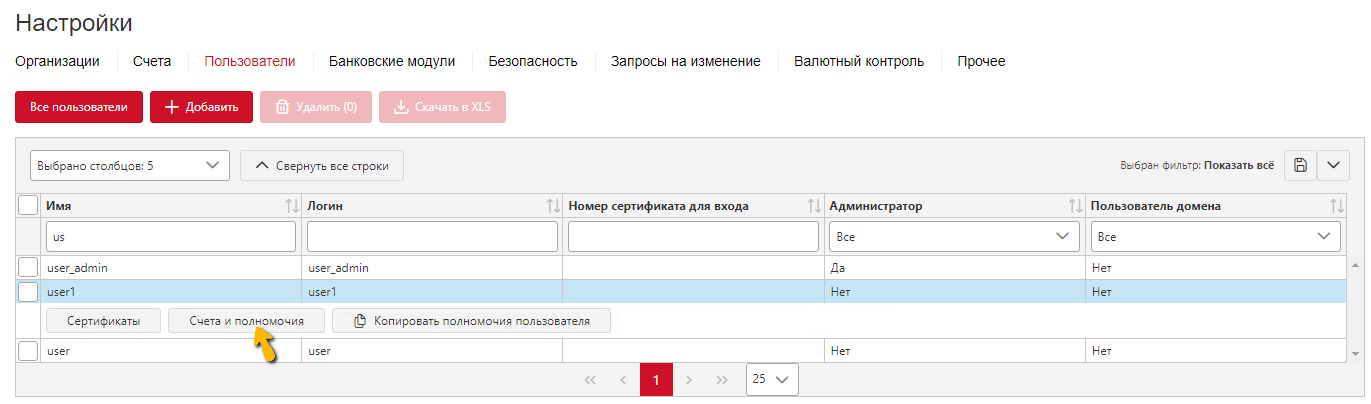 Настройки
Организации Счета Пользователи Банковские модули Безопасность Запросы на изменение Валютный контроль Прочее
Все пользователи Добавить Удалить (0) Скачать в XLS
Выбрано столбцов: 5 Свернуть все строки Выбран фильтр: Показать всё
Имя Логин Номер сертификата для входа Администратор Пользователь домена
us Все Все
user_admin user_admin Да Нет
user1 user1 Нет Нет
Сертификаты Счета и полномочия Копировать полномочия пользователя
user user Нет Нет
1 25